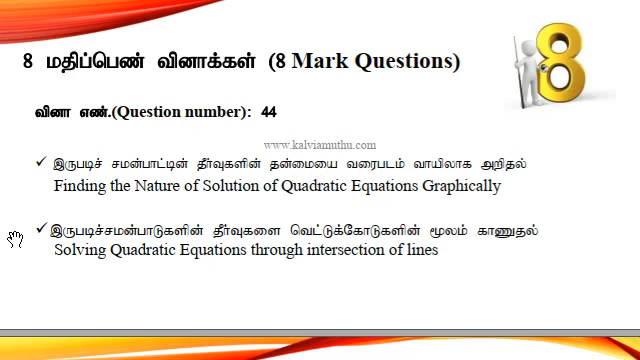 8 மதிப்பெண் வினாக்கள் (8 Mark Questions)
8
வினா எண்.(Question number): 44
www.kalviamuthu.com
✓ இருபடிச் சமன்பாட்டின் தீர்வுகளின் தன்மையை வரைபடம் வாயிலாக அறிதல்
Finding the Nature of Solution of Quadratic Equations Graphically
✓ இருபடிச்சமன்பாடுகளின் தீர்வுகளை வெட்டுக்கோடுகளின் மூலம் காணுதல்
Solving Quadratic Equations through intersection of lines